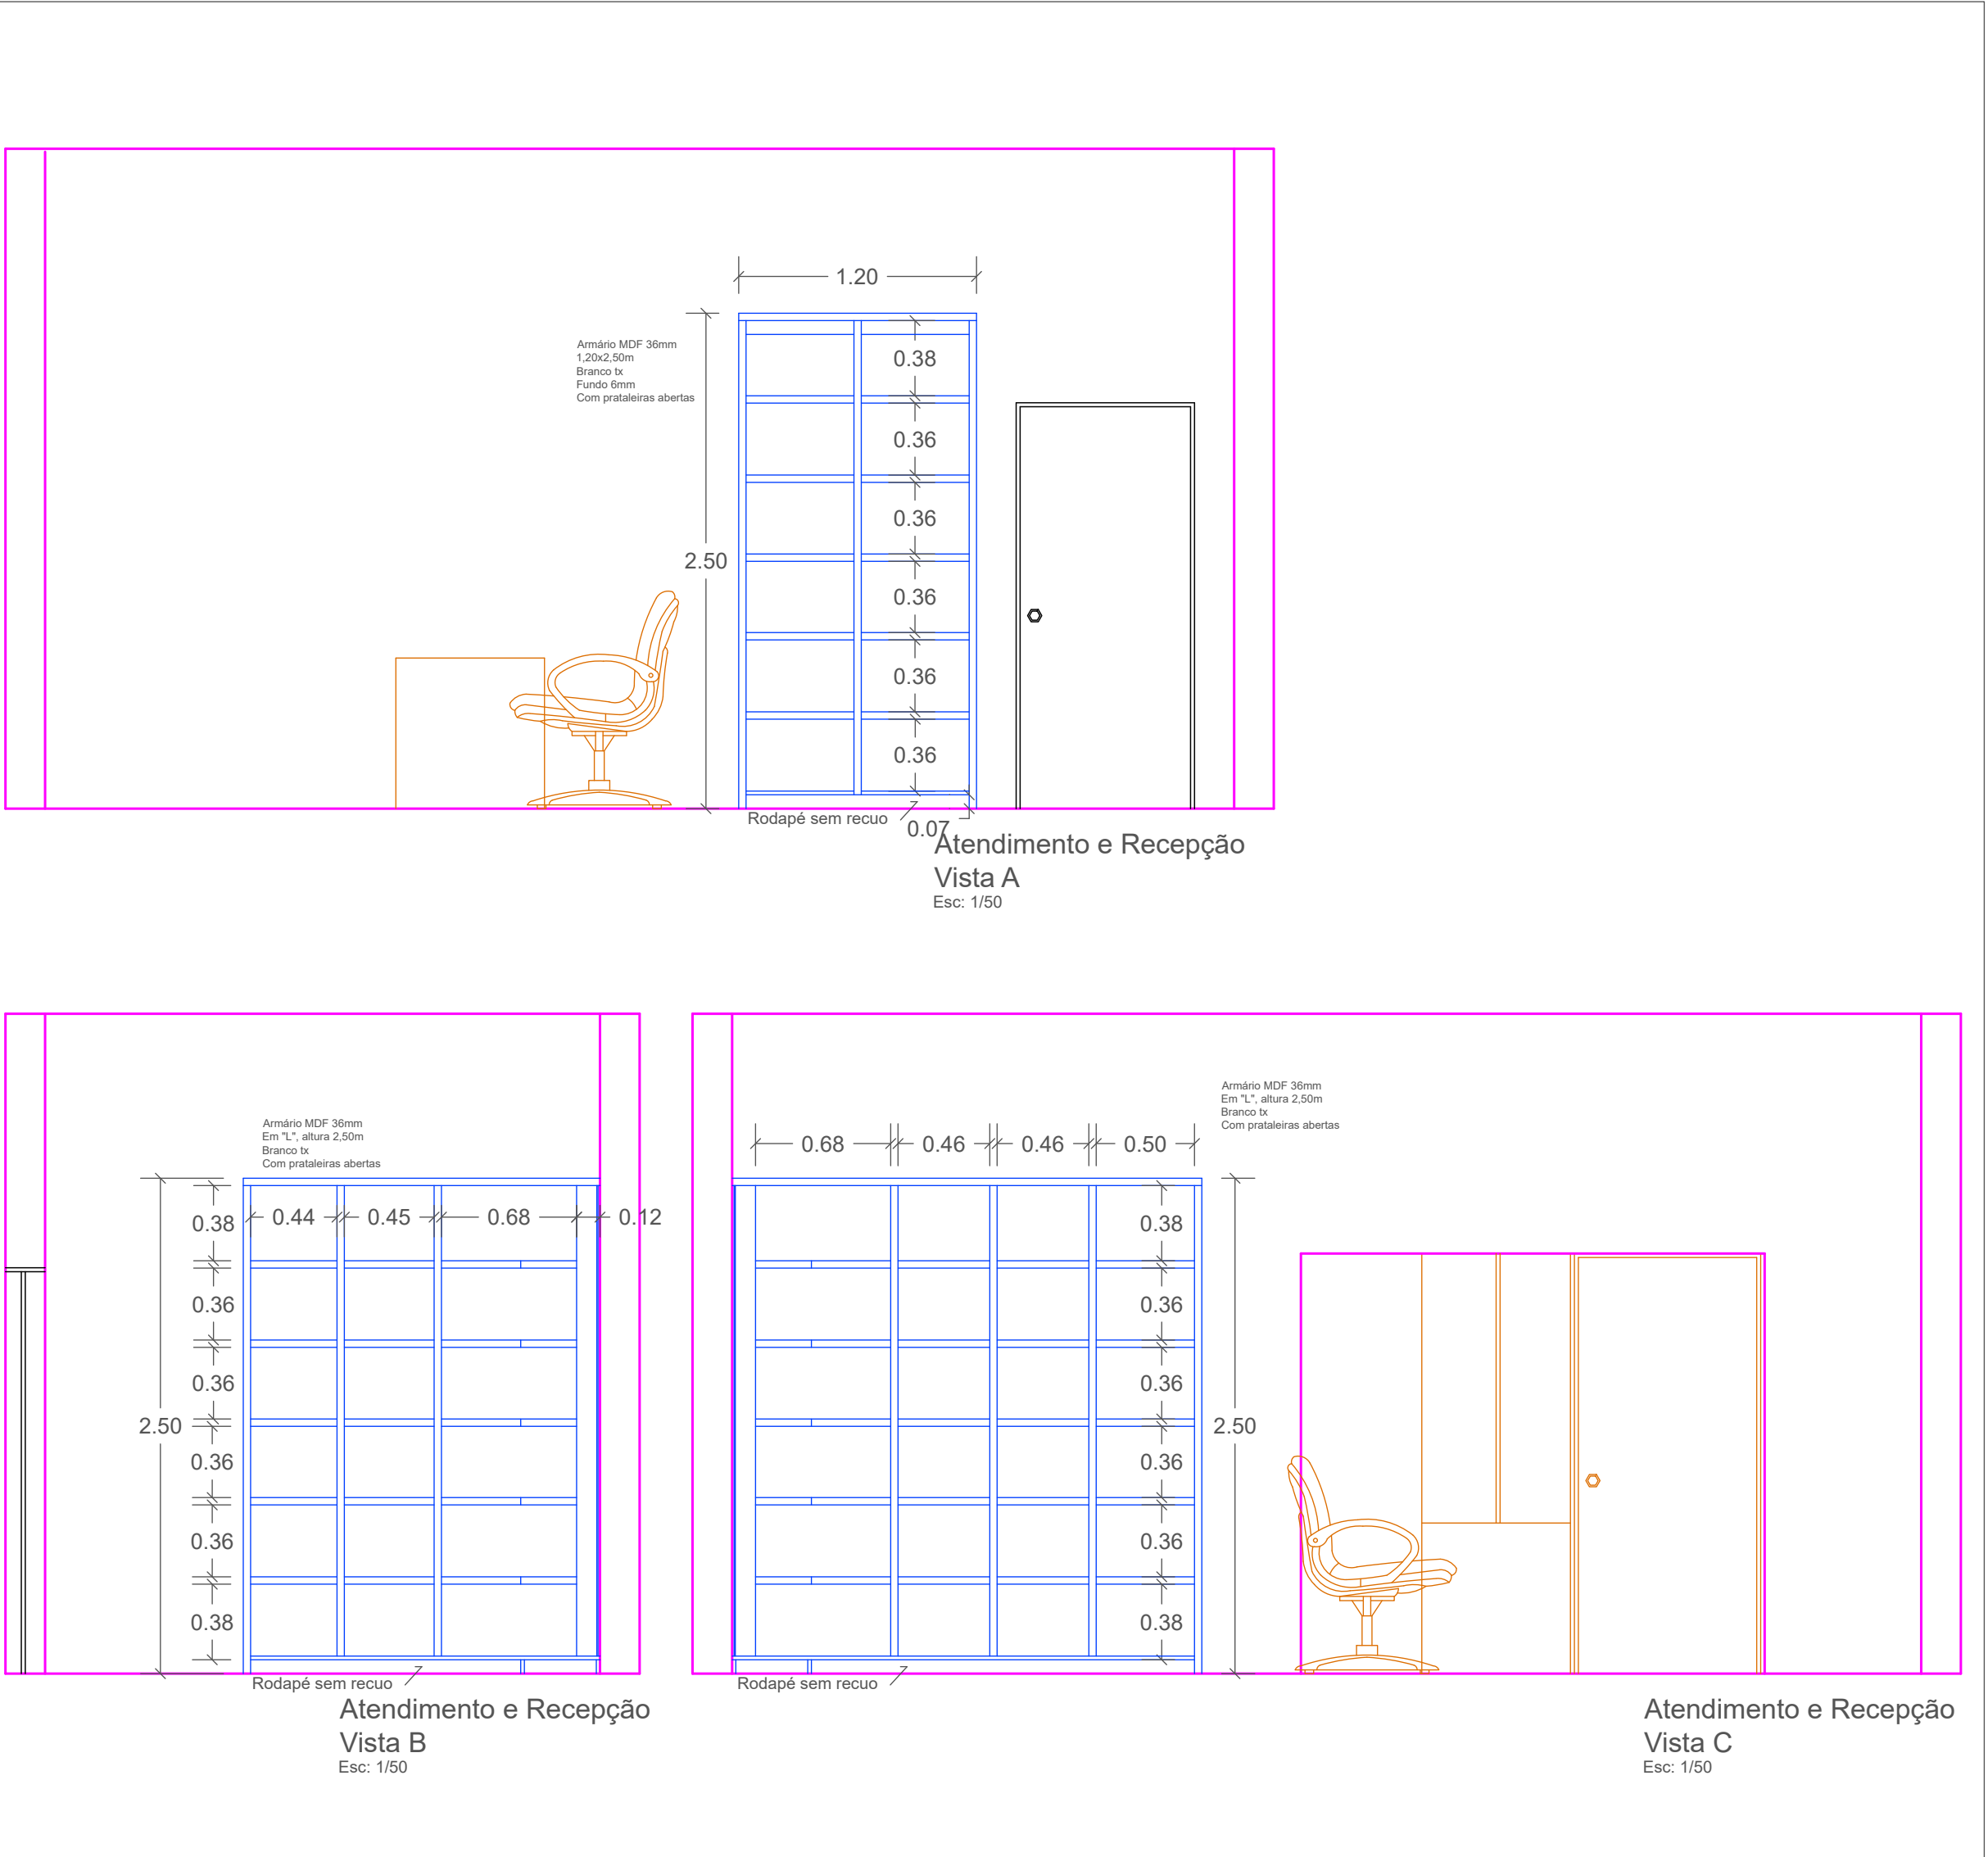 1.20
Armário MDF 36mm
1,20x2,50m
Branco tx
Fundo 6mm
Com prataleiras abertas
0.38
0.36
0.36
2.50
0.36
0.36
0.36
Rodapé sem recuo
0.07
Atendimento e Recepção
Vista A
Esc: 1/50
Armário MDF 36mm
Em "L", altura 2,50m
Branco tx
Com prataleiras abertas
0.38
0.44
0.45
0.68
0.12
0.36
0.36
2.50
0.36
0.36
0.38
Rodapé sem recuo
Atendimento e Recepção
Vista B
Esc: 1/50
Armário MDF 36mm
Em "L", altura 2,50m
Branco tx
Com prataleiras abertas
0.68
0.46
0.46
0.50
0.38
0.36
0.36
2.50
0.36
0.36
0.38
Rodapé sem recuo
Atendimento e Recepção
Vista C
Esc: 1/50